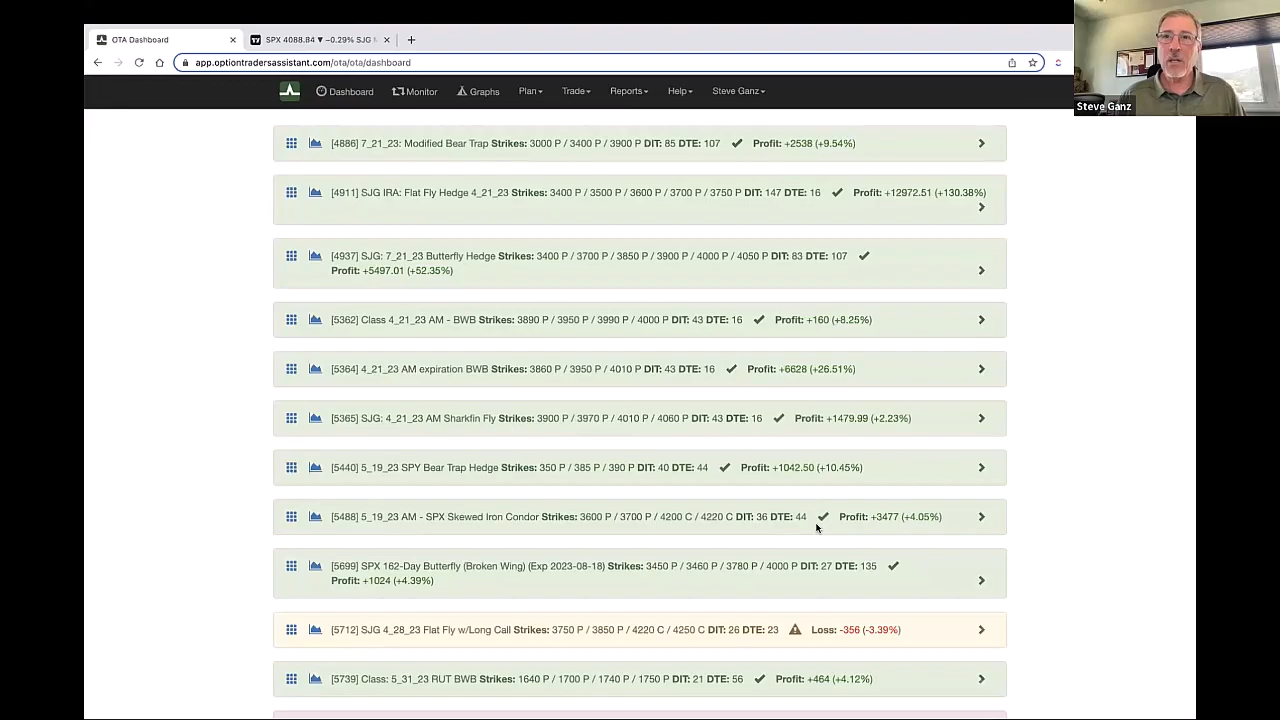 OTA Dashboard
SPX 4088.84 ▼ −0.29% SJG
app.optiontradersassistant.com/ota/ota/dashboard
Steve Ganz
Dashboard Monitor Graphs Plan Trade Reports Help Steve Ganz
[4886] 7_21_23: Modified Bear Trap Strikes: 3000 P / 3400 P / 3900 P DIT: 85 DTE: 107 Profit: +2538 (+9.54%)
[4911] SJG IRA: Flat Fly Hedge 4_21_23 Strikes: 3400 P / 3500 P / 3600 P / 3700 P / 3750 P DIT: 147 DTE: 16 Profit: +12972.51 (+130.38%)
[4937] SJG: 7_21_23 Butterfly Hedge Strikes: 3400 P / 3700 P / 3850 P / 3900 P / 4000 P / 4050 P DIT: 83 DTE: 107
Profit: +5497.01 (+52.35%)
[5362] Class 4_21_23 AM - BWB Strikes: 3890 P / 3950 P / 3990 P / 4000 P DIT: 43 DTE: 16 Profit: +160 (+8.25%)
[5364] 4_21_23 AM expiration BWB Strikes: 3860 P / 3950 P / 4010 P DIT: 43 DTE: 16 Profit: +6628 (+26.51%)
[5365] SJG: 4_21_23 AM Sharkfin Fly Strikes: 3900 P / 3970 P / 4010 P / 4060 P DIT: 43 DTE: 16 Profit: +1479.99 (+2.23%)
[5440] 5_19_23 SPY Bear Trap Hedge Strikes: 350 P / 385 P / 390 P DIT: 40 DTE: 44 Profit: +1042.50 (+10.45%)
[5488] 5_19_23 AM - SPX Skewed Iron Condor Strikes: 3600 P / 3700 P / 4200 C / 4220 C DIT: 36 DTE: 44 Profit: +3477 (+4.05%)
[5699] SPX 162-Day Butterfly (Broken Wing) (Exp 2023-08-18) Strikes: 3450 P / 3460 P / 3780 P / 4000 P DIT: 27 DTE: 135
Profit: +1024 (+4.39%)
[5712] SJG 4_28_23 Flat Fly w/Long Call Strikes: 3750 P / 3850 P / 4220 C / 4250 C DIT: 26 DTE: 23 Loss: -356 (-3.39%)
[5739] Class: 5_31_23 RUT BWB Strikes: 1640 P / 1700 P / 1740 P / 1750 P DIT: 21 DTE: 56 Profit: +464 (+4.12%)